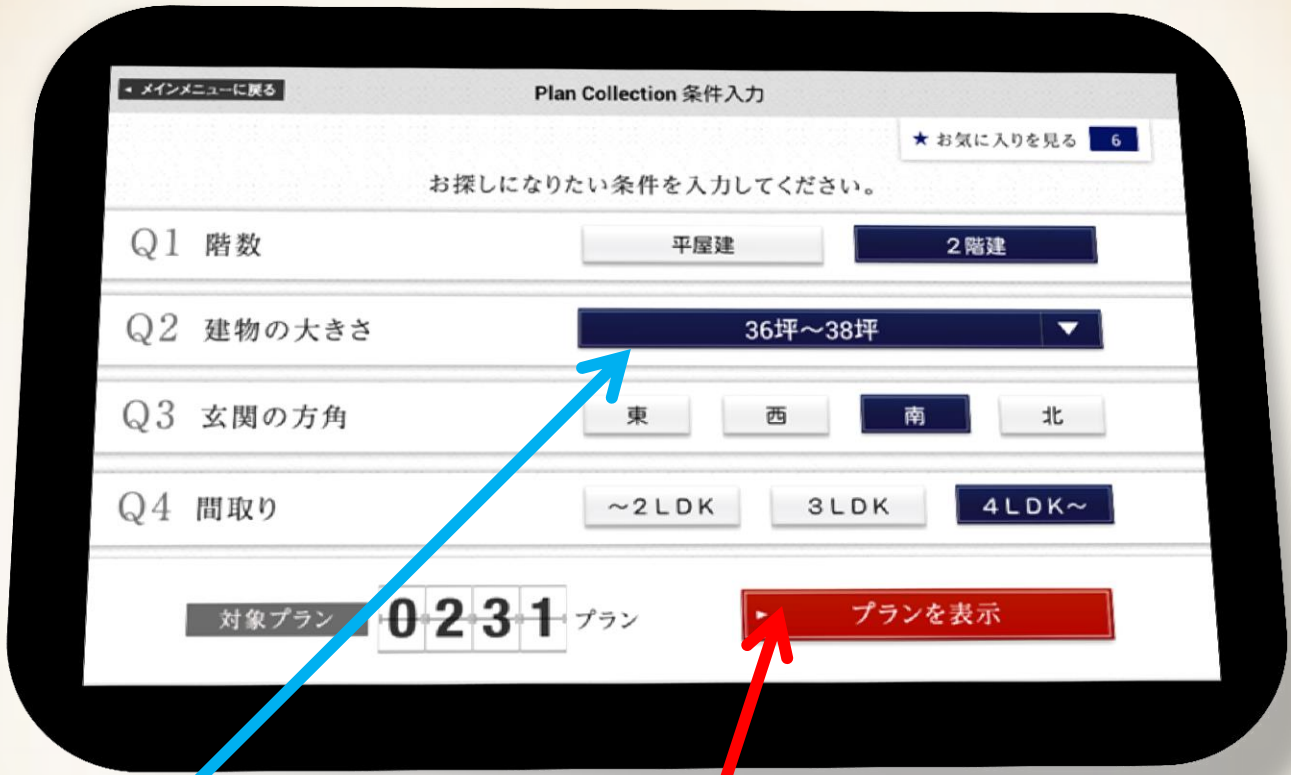 ◂ メインメニューに戻る
Plan Collection 条件入力
★ お気に入りを見る 6
お探しになりたい条件を入力してください。
Q1 階数 平屋建 2階建
Q2 建物の大きさ 36坪～38坪 ▼
Q3 玄関の方角 東 西 南 北
Q4 間取り ～2LDK 3LDK 4LDK～
対象プラン 0231 プラン ► プランを表示